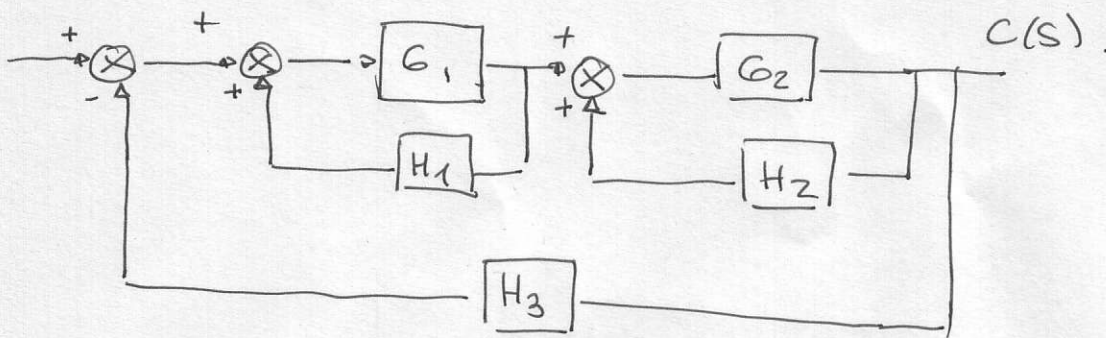 C(S).
+ + G1 + G2
- + +
H1 H2
H3